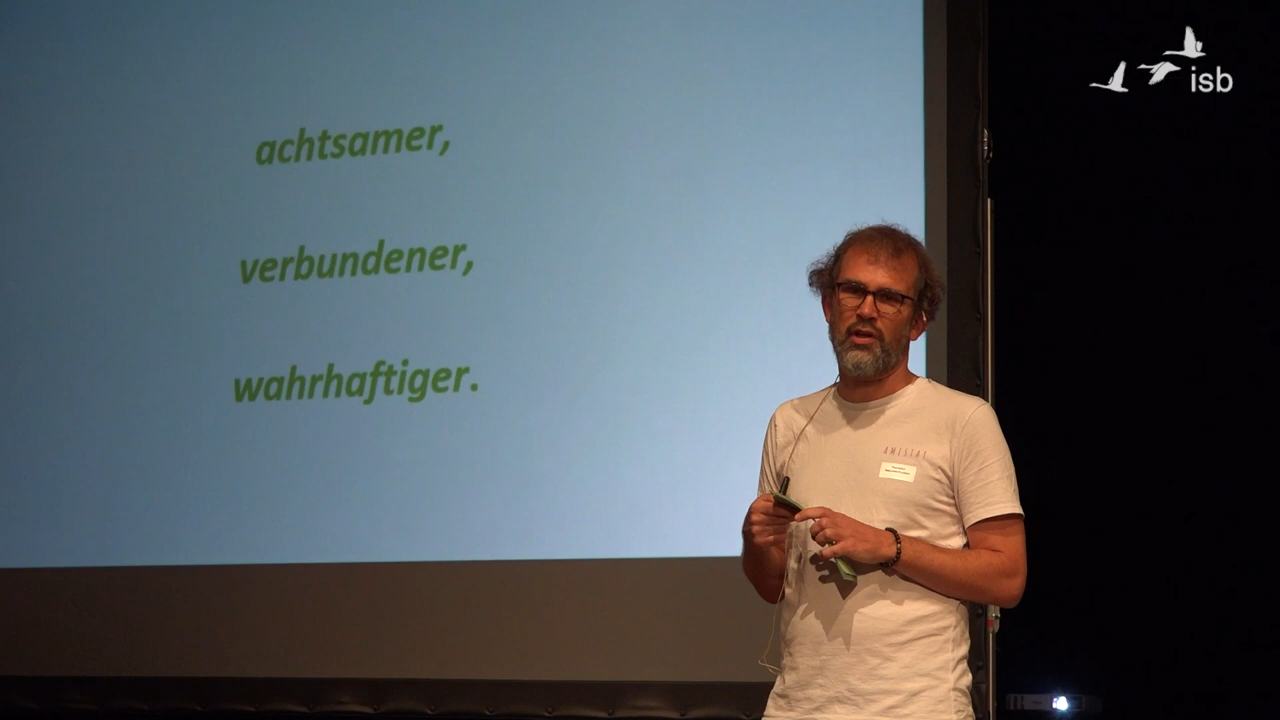 achtsamer,
verbundener,
wahrhaftiger.
isb